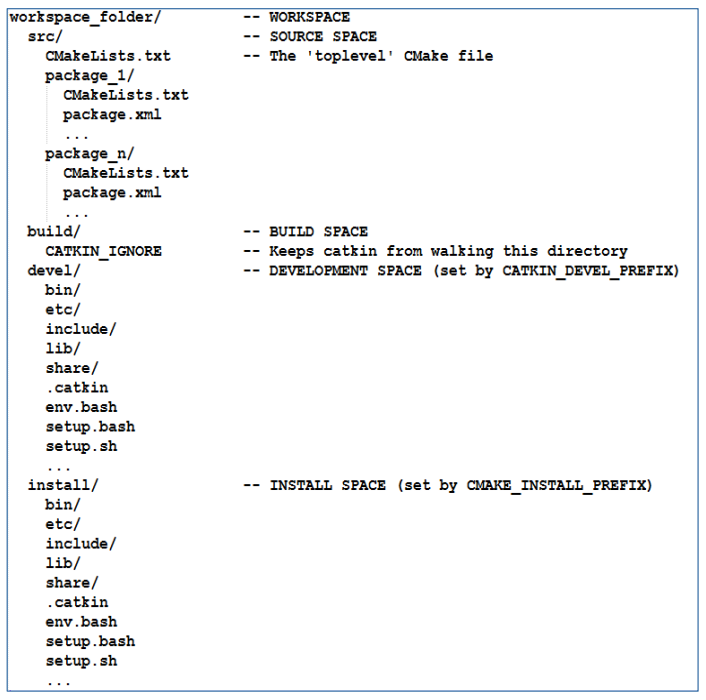 workspace_folder/ -- WORKSPACE
src/ -- SOURCE SPACE
CMakeLists.txt -- The 'toplevel' CMake file
package_1/
CMakeLists.txt
package.xml
...
package_n/
CMakeLists.txt
package.xml
...
build/ -- BUILD SPACE
CATKIN_IGNORE -- Keeps catkin from walking this directory
devel/ -- DEVELOPMENT SPACE (set by CATKIN_DEVEL_PREFIX)
bin/
etc/
include/
lib/
share/
.catkin
env.bash
setup.bash
setup.sh
...
install/ -- INSTALL SPACE (set by CMAKE_INSTALL_PREFIX)
bin/
etc/
include/
lib/
share/
.catkin
env.bash
setup.bash
setup.sh
...